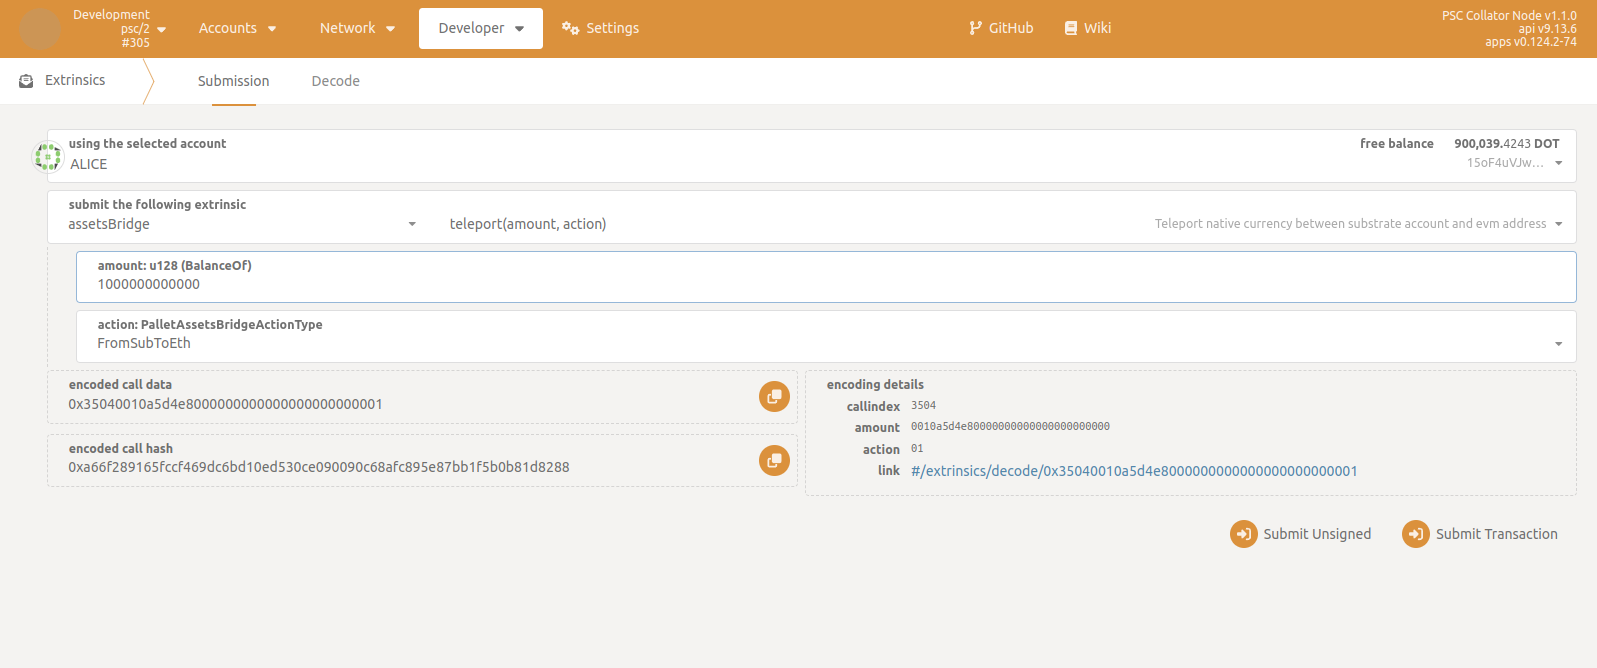 Development
psc/2
#305
Accounts
Network
Developer
Settings
GitHub
Wiki
PSC Collator Node v1.1.0
api v9.13.6
apps v0.124.2-74
Extrinsics
Submission
Decode
using the selected account
ALICE
free balance 900,039.4243 DOT
15oF4uVJw…
submit the following extrinsic
assetsBridge
teleport(amount, action)
Teleport native currency between substrate account and evm address
amount: u128 (BalanceOf)
1000000000000
action: PalletAssetsBridgeActionType
FromSubToEth
encoded call data
0x35040010a5d4e8000000000000000000000001
encoded call hash
0xa66f289165fccf469dc6bd10ed530ce090090c68afc895e87bb1f5b0b81d8288
encoding details
callindex 3504
amount 0010a5d4e80000000000000000000000
action 01
link #/extrinsics/decode/0x35040010a5d4e8000000000000000000000001
Submit Unsigned
Submit Transaction